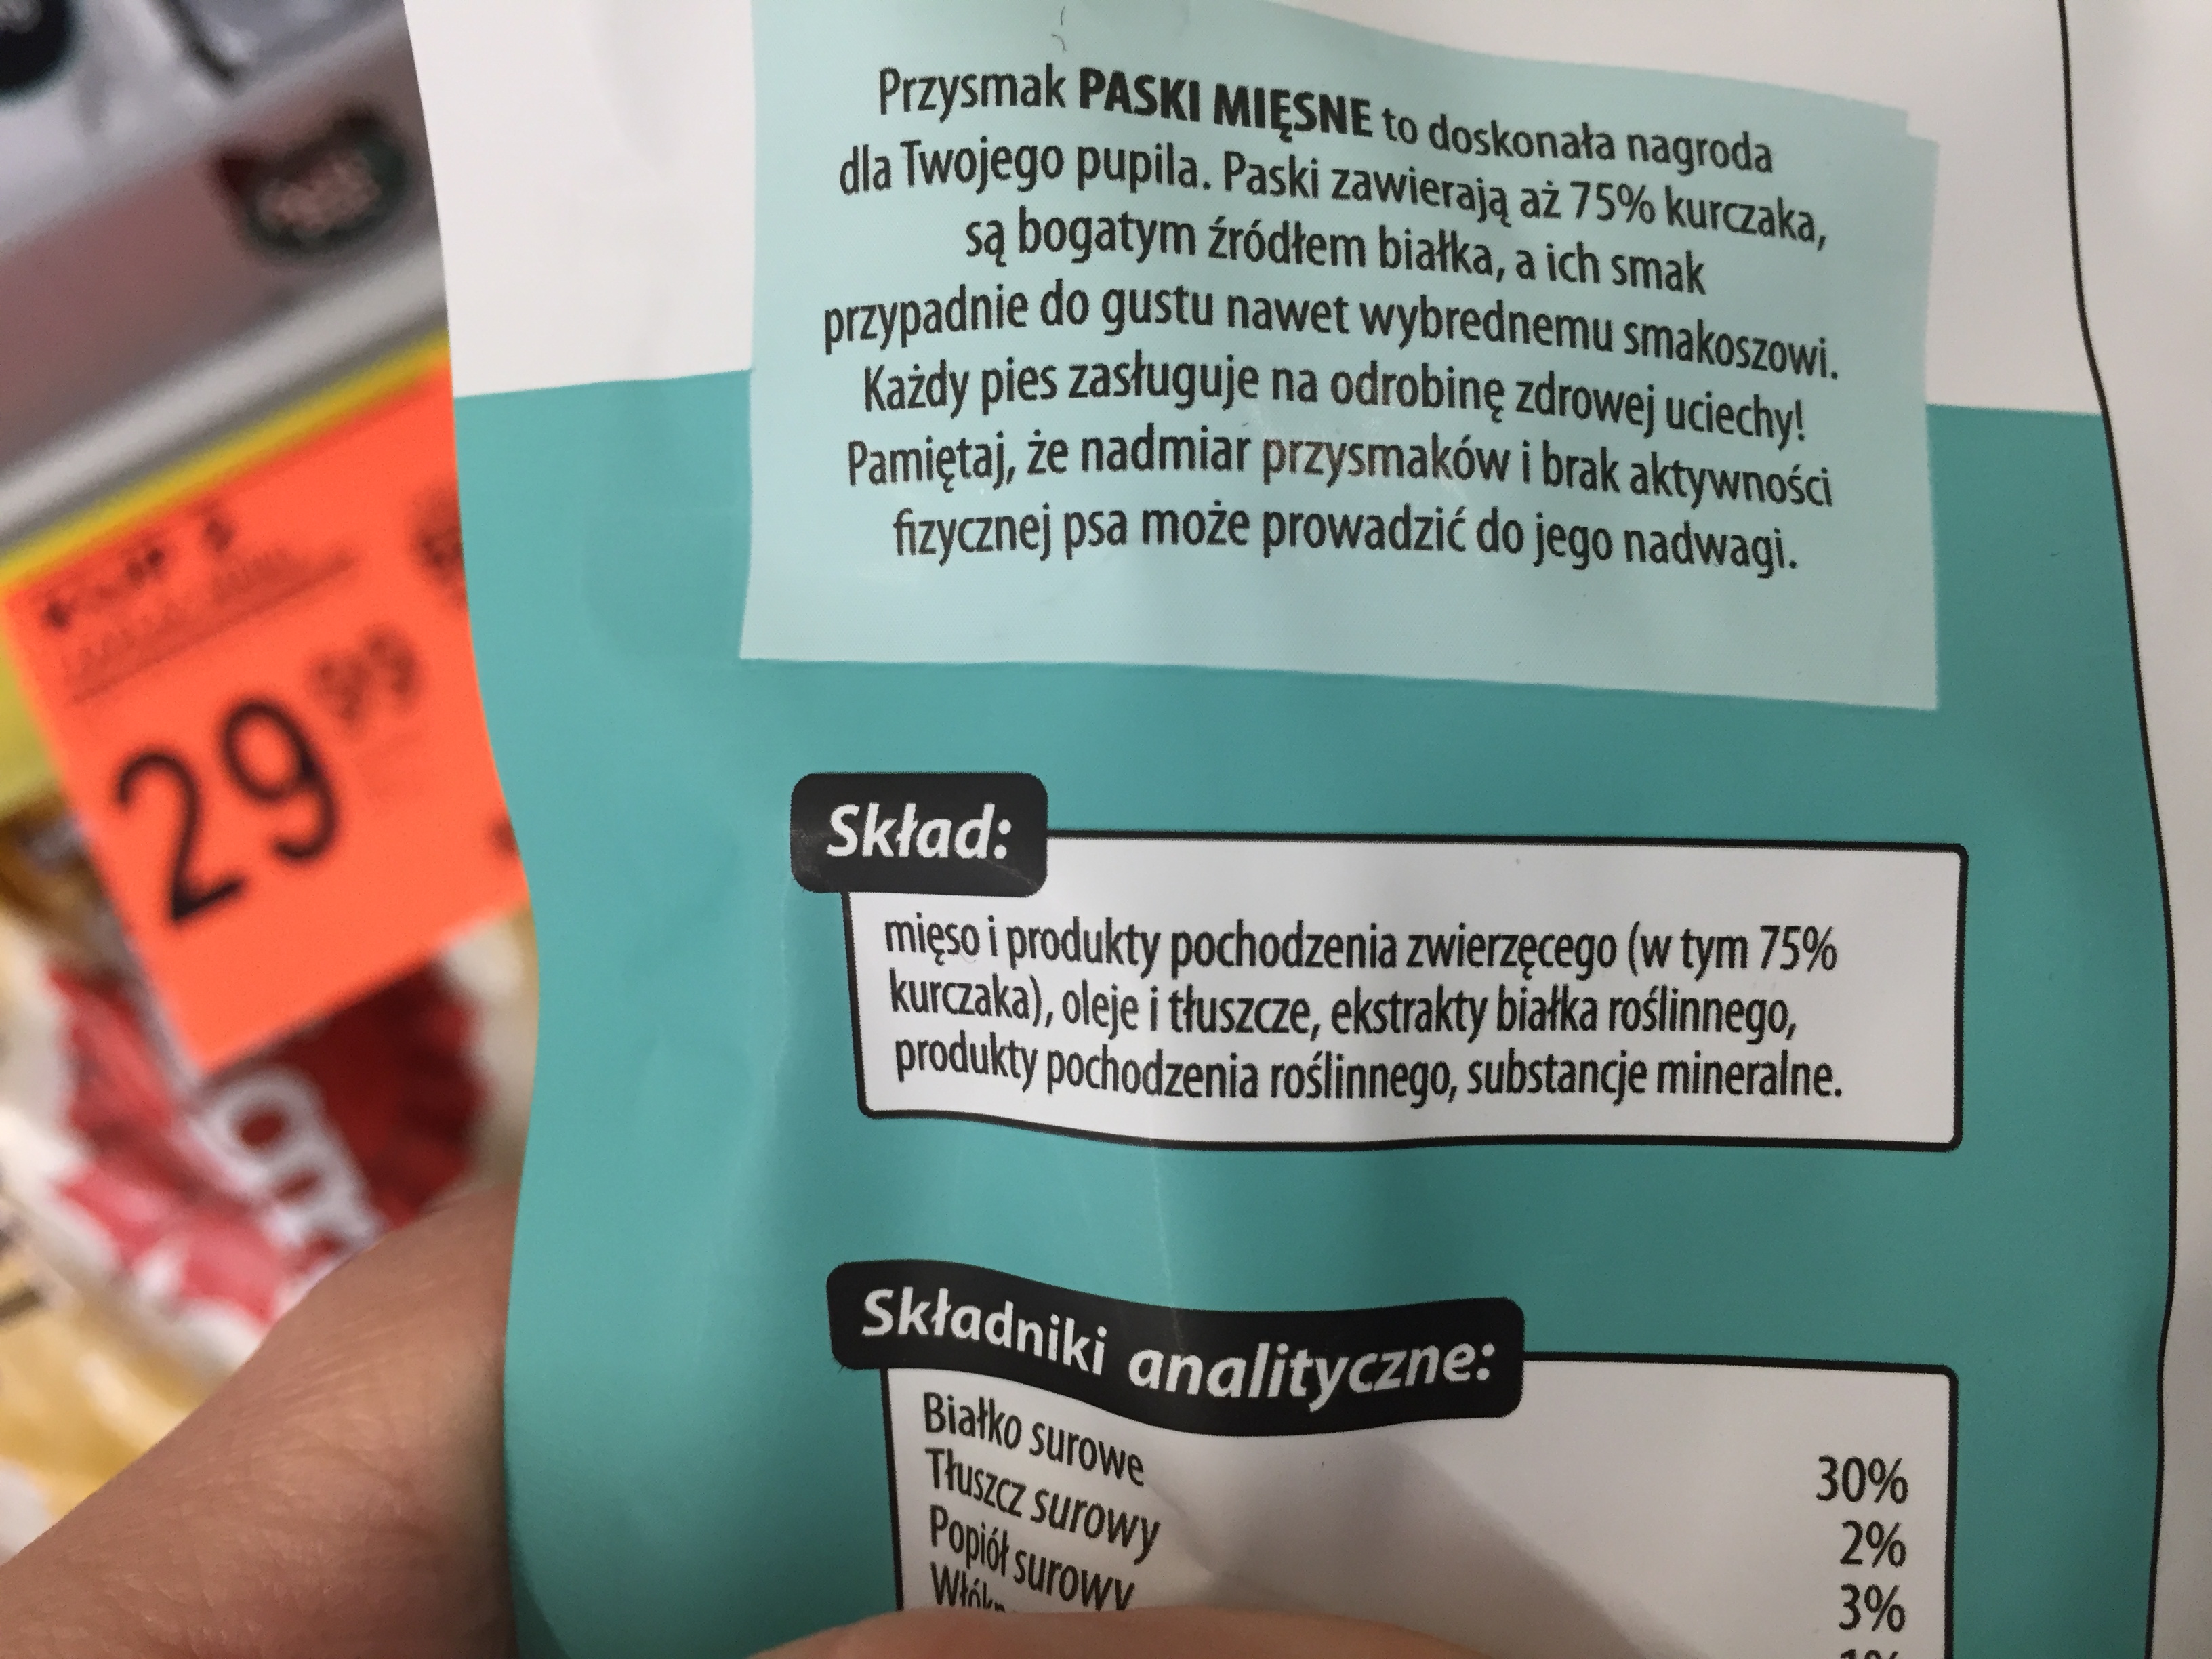 Przysmak PASKI MIĘSNE to doskonała nagroda
dla Twojego pupila. Paski zawierają aż 75% kurczaka,
są bogatym źródłem białka, a ich smak
przypadnie do gustu nawet wybrednemu smakoszowi.
Każdy pies zasługuje na odrobinę zdrowej uciechy!
Pamiętaj, że nadmiar przysmaków i brak aktywności
fizycznej psa może prowadzić do jego nadwagi.
Skład:
mięso i produkty pochodzenia zwierzęcego (w tym 75%
kurczaka), oleje i tłuszcze, ekstrakty białka roślinnego,
produkty pochodzenia roślinnego, substancje mineralne.
Składniki analityczne:
Białko surowe 30%
Tłuszcz surowy 2%
Popiół surowy 3%
29 99